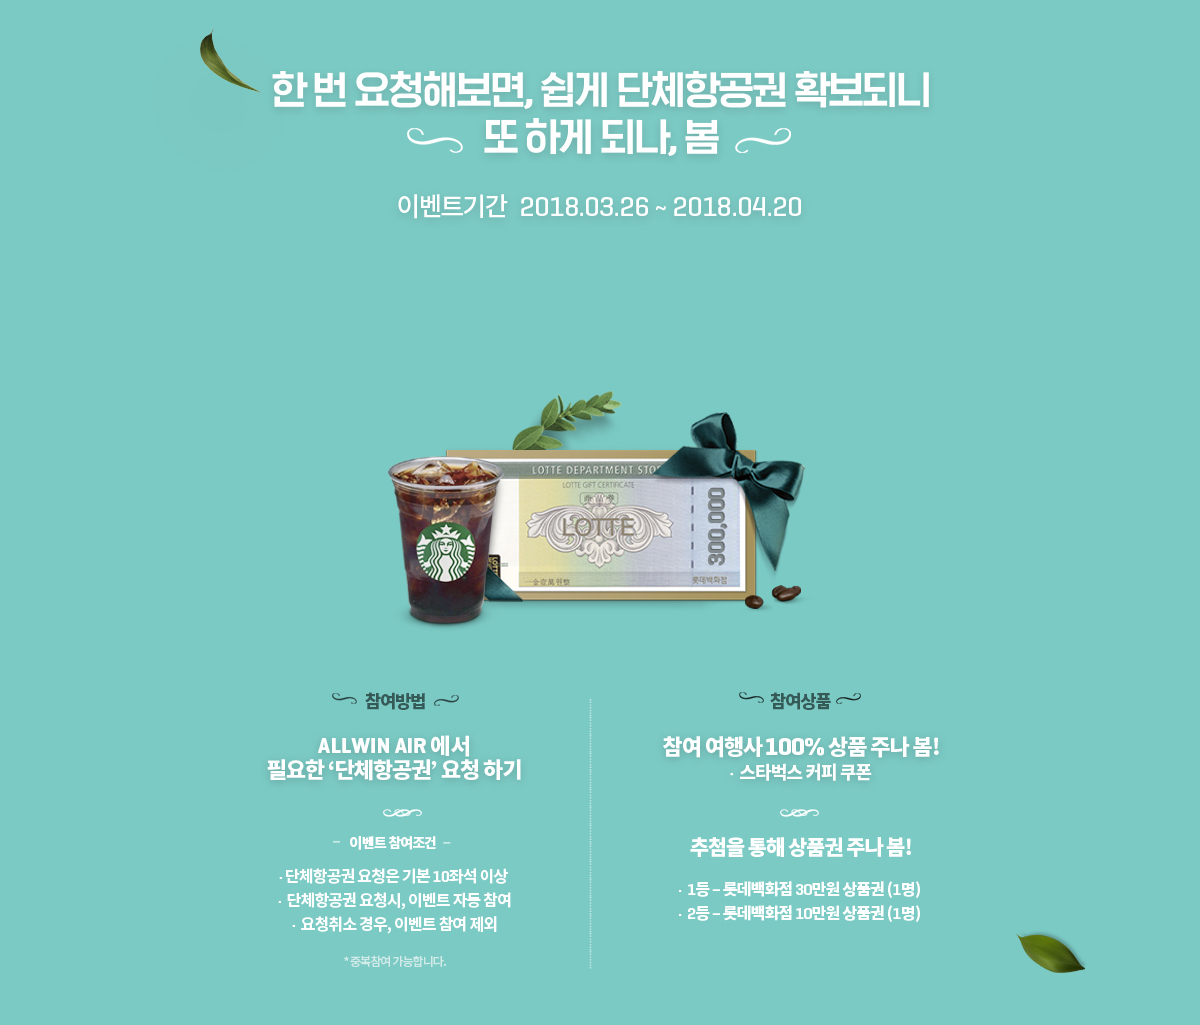 한 번 요청해보면, 쉽게 단체항공권 확보되니
또 하게 되나, 봄
이벤트기간 2018.03.26 ~ 2018.04.20
LOTTE DEPARTMENT STO
LOTTE GIFT CERTIFICATE
LOTTE
300,000
롯데백화점
참여방법
ALLWIN AIR 에서
필요한 ‘단체항공권’ 요청 하기
– 이벤트 참여조건 –
· 단체항공권 요청은 기본 10좌석 이상
· 단체항공권 요청시, 이벤트 자동 참여
· 요청취소 경우, 이벤트 참여 제외
* 중복참여 가능합니다.
참여상품
참여 여행사 100% 상품 주나 봄!
· 스타벅스 커피 쿠폰
추첨을 통해 상품권 주나 봄!
· 1등 – 롯데백화점 30만원 상품권 (1명)
· 2등 – 롯데백화점 10만원 상품권 (1명)